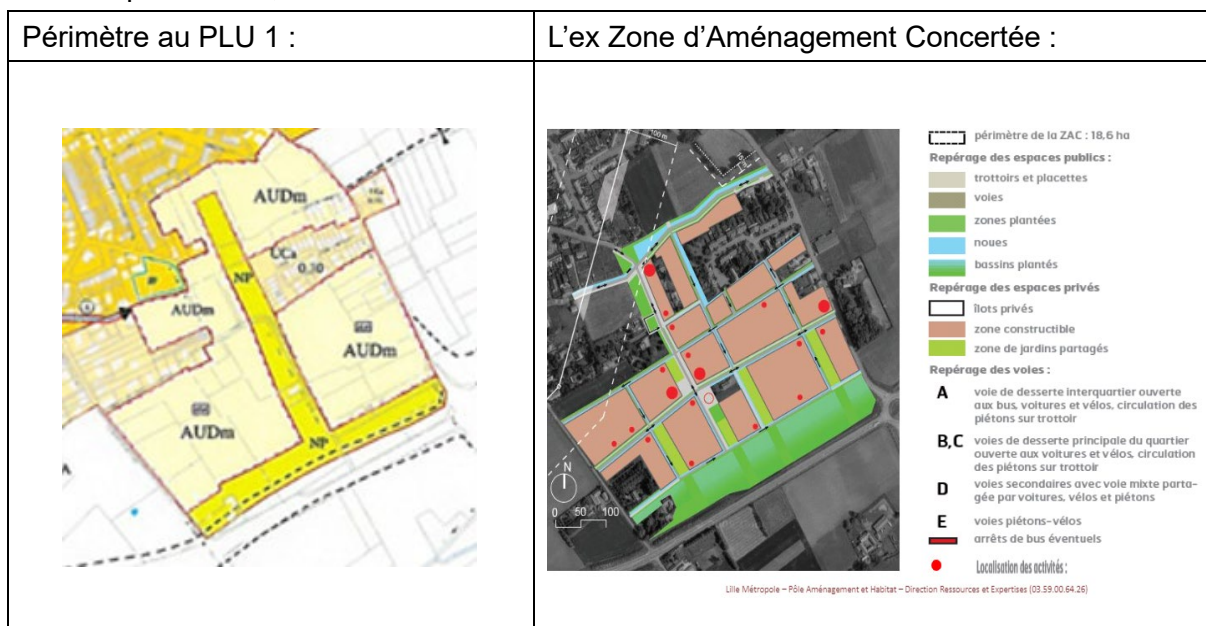 Périmètre au PLU 1 :
L'ex Zone d'Aménagement Concertée :
AUDm
UCa
0.30
NP
AUDm
AUDm
AUDm
NP
100 m
N
0 50 100
périmètre de la ZAC : 18,6 ha
Repérage des espaces publics :
trottoirs et placettes
voies
zones plantées
noues
bassins plantés
Repérage des espaces privés
îlots privés
zone constructible
zone de jardins partagés
Repérage des voies :
A voie de desserte interquartier ouverte
aux bus, voitures et vélos, circulation des
piétons sur trottoir
B,C voies de desserte principale du quartier
ouverte aux voitures et vélos, circulation
des piétons sur trottoir
D voies secondaires avec voie mixte parta-
gée par voitures, vélos et piétons
E voies piétons-vélos
arrêts de bus éventuels
Localisation des activités :
Lille Métropole – Pôle Aménagement et Habitat – Direction Ressources et Expertises (03.59.00.64.26)